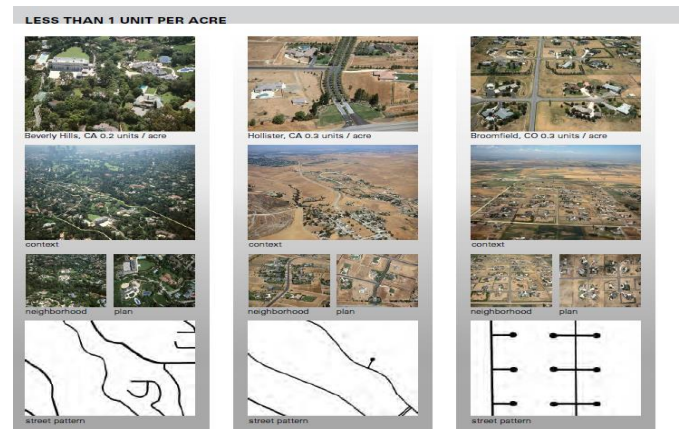 LESS THAN 1 UNIT PER ACRE
Beverly Hills, CA 0.2 units / acre
context
neighborhood plan
street pattern
Hollister, CA 0.3 units / acre
context
neighborhood plan
street pattern
Broomfield, CO 0.3 units / acre
context
neighborhood plan
street pattern